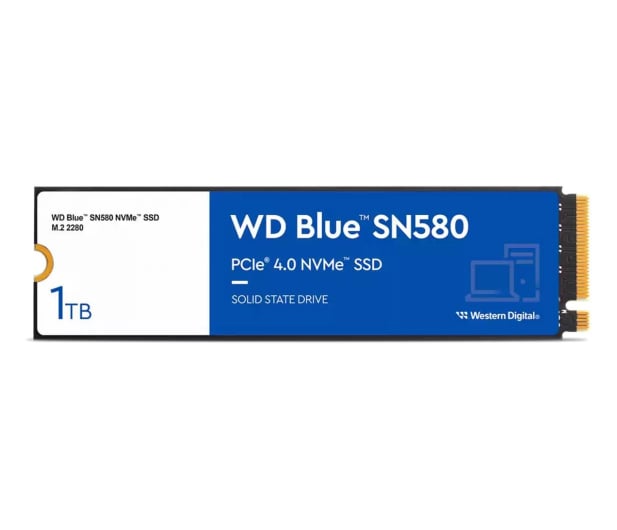 WD Blue™ SN580 NVMe™ SSD
M.2 2280
1TB
WD Blue™ SN580
PCIe® 4.0 NVMe™ SSD
SOLID STATE DRIVE
Western Digital®